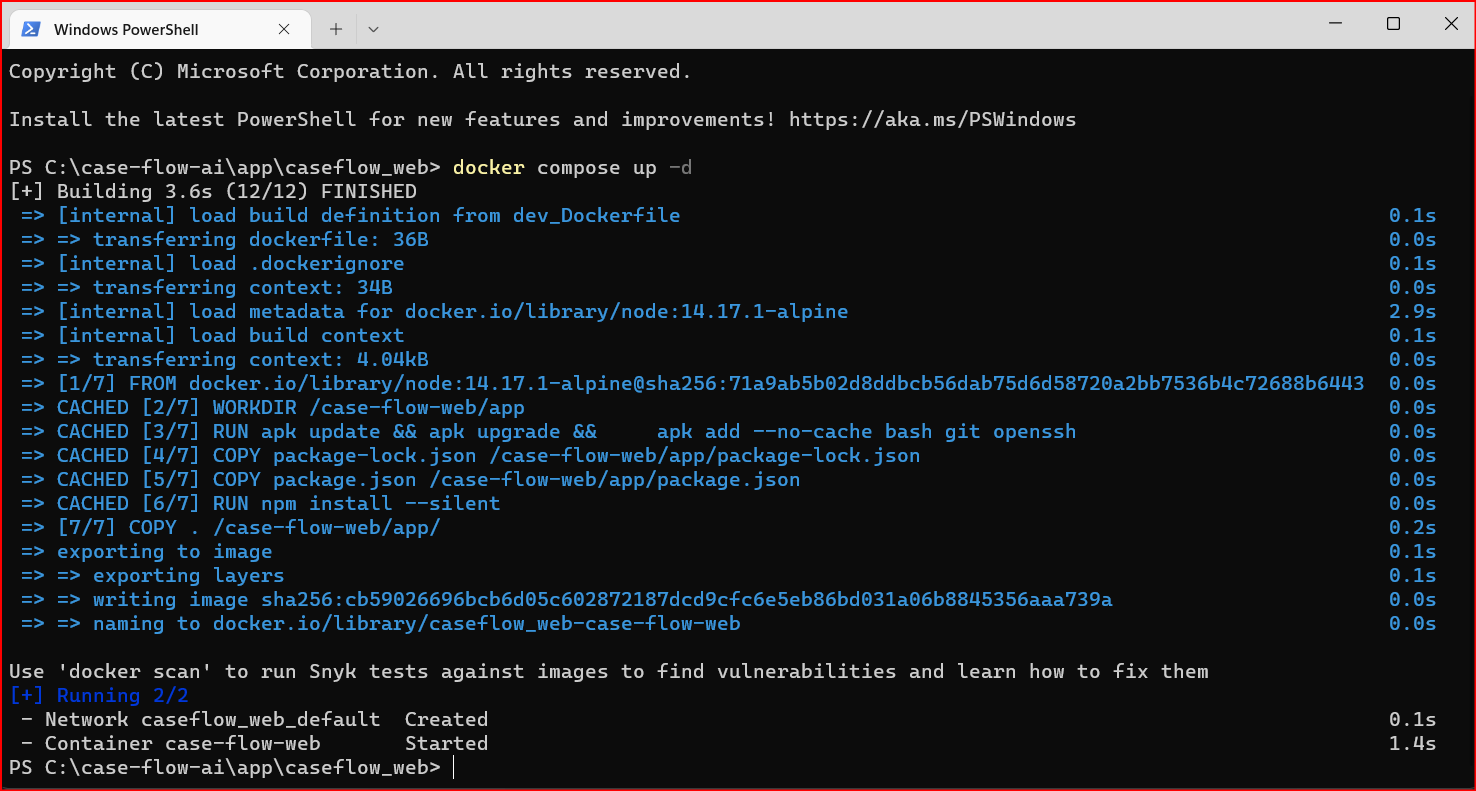 Windows PowerShell
Copyright (C) Microsoft Corporation. All rights reserved.
Install the latest PowerShell for new features and improvements! https://aka.ms/PSWindows
PS C:\case-flow-ai\app\caseflow_web> docker compose up -d
[+] Building 3.6s (12/12) FINISHED
=> [internal] load build definition from dev_Dockerfile 0.1s
=> => transferring dockerfile: 36B 0.0s
=> [internal] load .dockerignore 0.1s
=> => transferring context: 34B 0.0s
=> [internal] load metadata for docker.io/library/node:14.17.1-alpine 2.9s
=> [internal] load build context 0.1s
=> => transferring context: 4.04kB 0.0s
=> [1/7] FROM docker.io/library/node:14.17.1-alpine@sha256:71a9ab5b02d8ddbcb56dab75d6d58720a2bb7536b4c72688b6443 0.0s
=> CACHED [2/7] WORKDIR /case-flow-web/app 0.0s
=> CACHED [3/7] RUN apk update && apk upgrade &&     apk add --no-cache bash git openssh 0.0s
=> CACHED [4/7] COPY package-lock.json /case-flow-web/app/package-lock.json 0.0s
=> CACHED [5/7] COPY package.json /case-flow-web/app/package.json 0.0s
=> CACHED [6/7] RUN npm install --silent 0.0s
=> [7/7] COPY . /case-flow-web/app/ 0.2s
=> exporting to image 0.1s
=> => exporting layers 0.1s
=> => writing image sha256:cb59026696bcb6d05c602872187dcd9cfc6e5eb86bd031a06b8845356aaa739a 0.0s
=> => naming to docker.io/library/caseflow_web-case-flow-web 0.0s
Use 'docker scan' to run Snyk tests against images to find vulnerabilities and learn how to fix them
[+] Running 2/2
- Network caseflow_web_default  Created 0.1s
- Container case-flow-web       Started 1.4s
PS C:\case-flow-ai\app\caseflow_web>